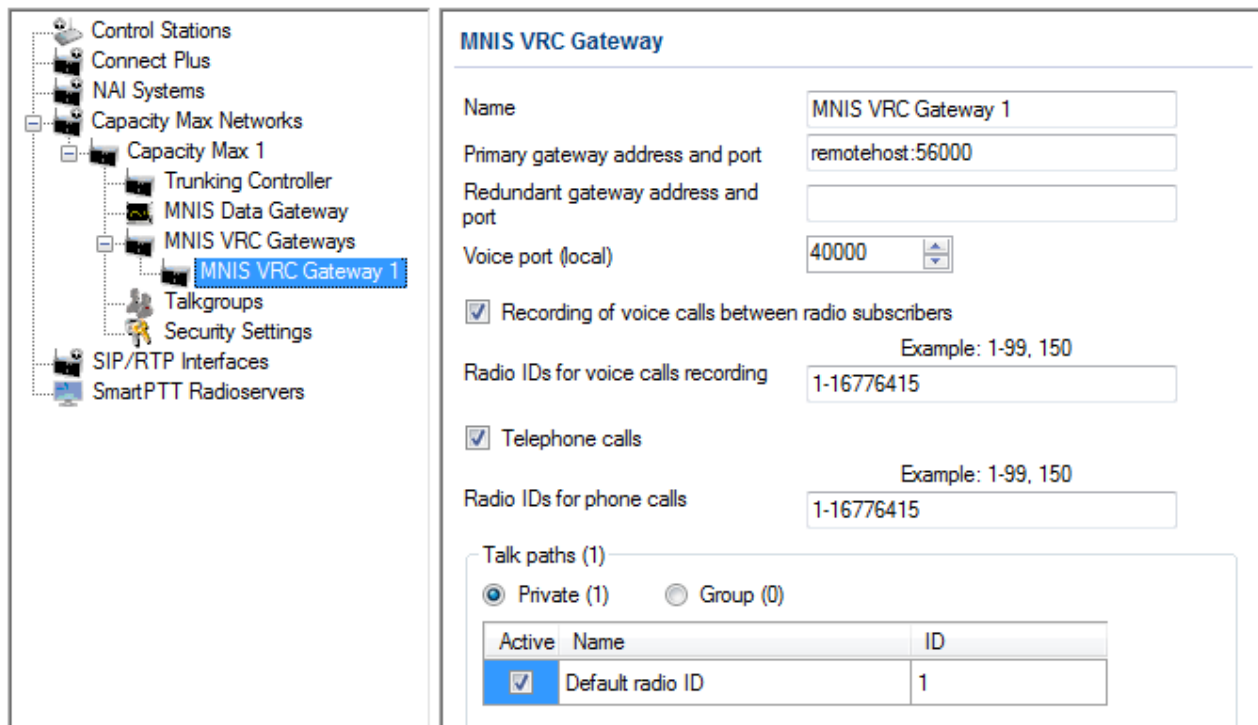 Control Stations
Connect Plus
NAI Systems
Capacity Max Networks
Capacity Max 1
Trunking Controller
MNIS Data Gateway
MNIS VRC Gateways
MNIS VRC Gateway 1
Talkgroups
Security Settings
SIP/RTP Interfaces
SmartPTT Radioservers
MNIS VRC Gateway
Name MNIS VRC Gateway 1
Primary gateway address and port remotehost:56000
Redundant gateway address and
port
Voice port (local) 40000
Recording of voice calls between radio subscribers
Example: 1-99, 150
Radio IDs for voice calls recording 1-16776415
Telephone calls
Example: 1-99, 150
Radio IDs for phone calls 1-16776415
Talk paths (1)
Private (1) Group (0)
Active Name ID
Default radio ID 1